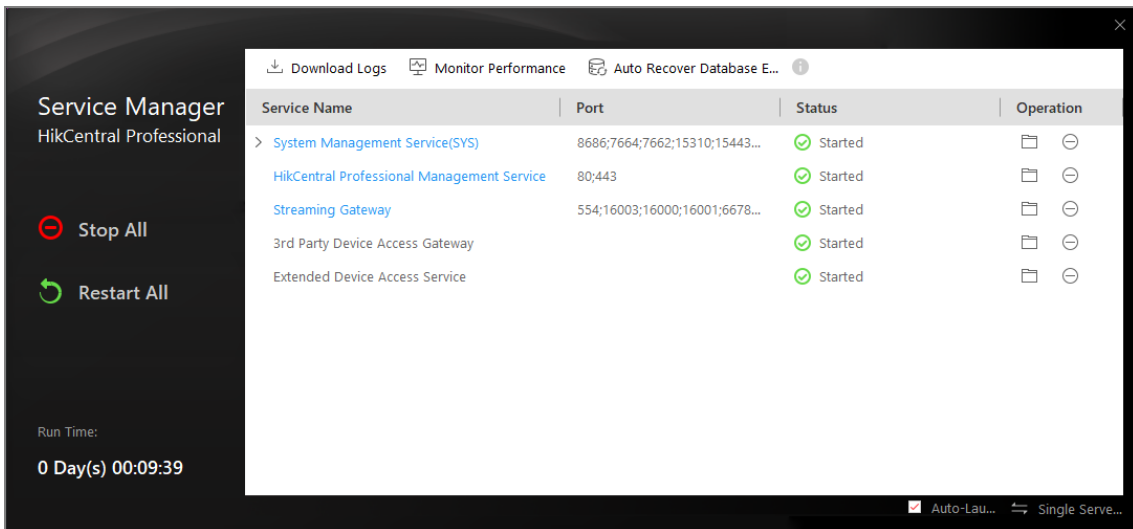 Download Logs Monitor Performance Auto Recover Database E...
Service Manager
HikCentral Professional
Service Name Port Status Operation
System Management Service(SYS) 8686;7664;7662;15310;15443... Started
HikCentral Professional Management Service 80;443 Started
Streaming Gateway 554;16003;16000;16001;6678... Started
3rd Party Device Access Gateway Started
Extended Device Access Service Started
Stop All
Restart All
Run Time:
0 Day(s) 00:09:39
Auto-Lau... Single Serve...